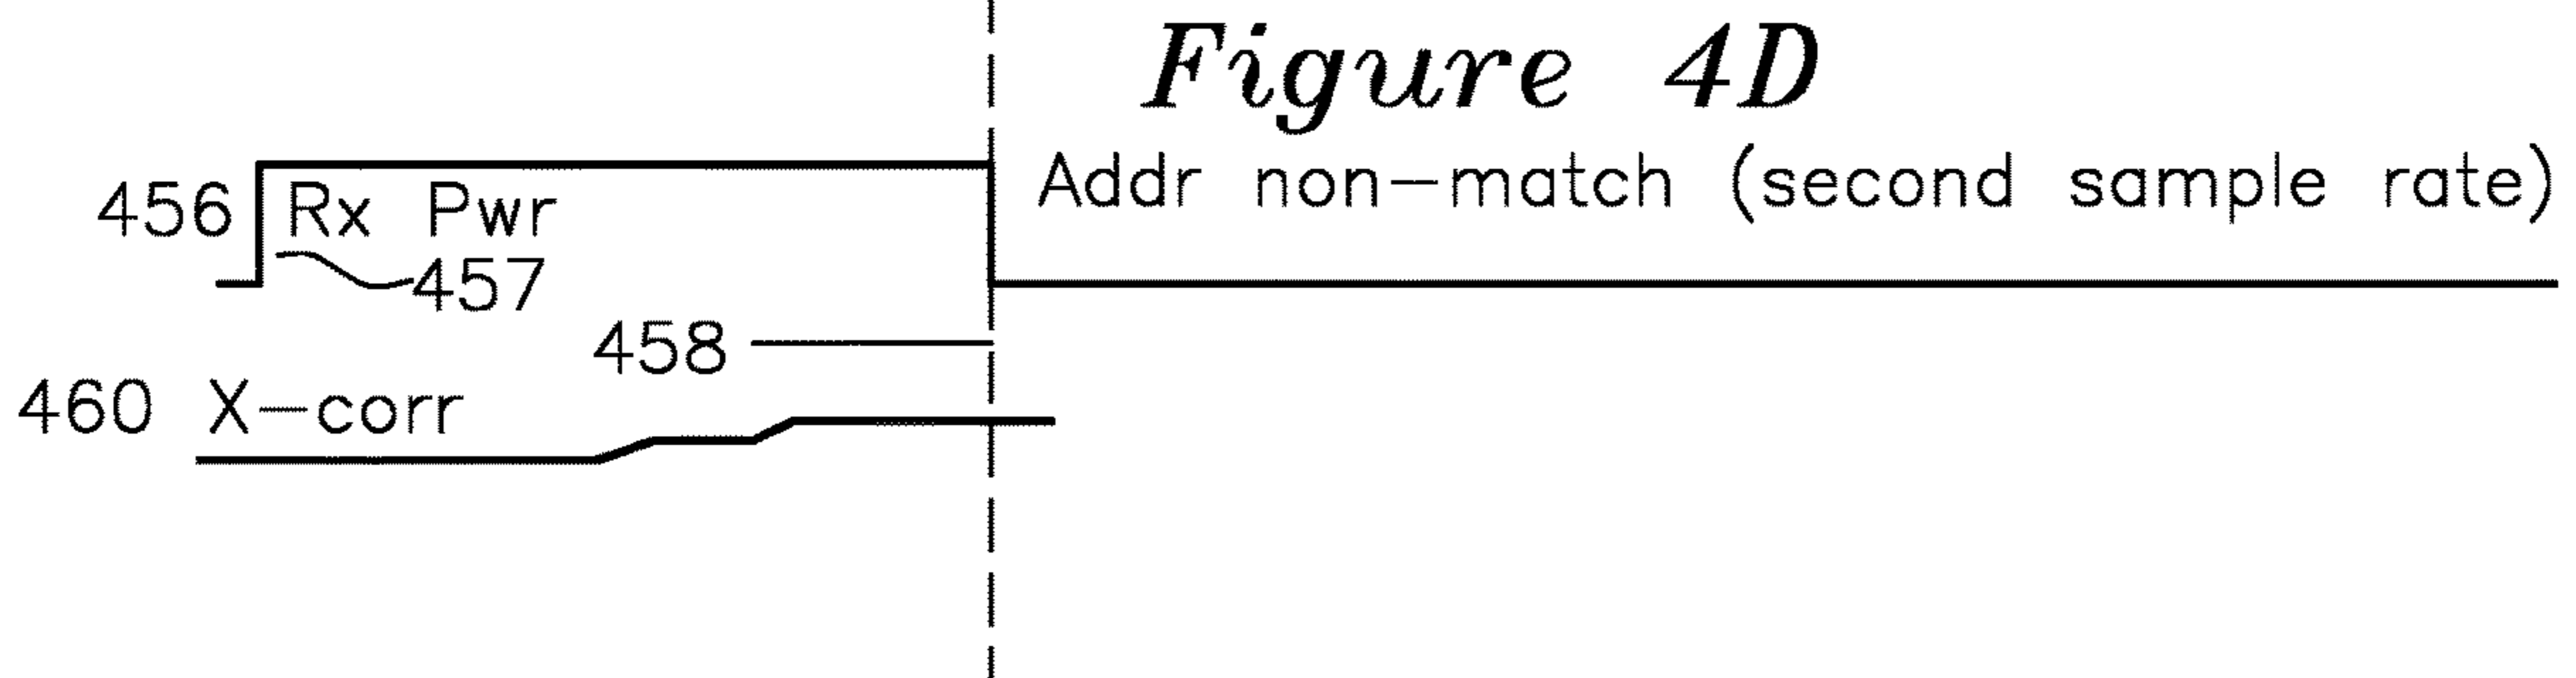 Figure 4D
456 Rx Pwr
Addr non-match (second sample rate)
457
458
460 X-corr